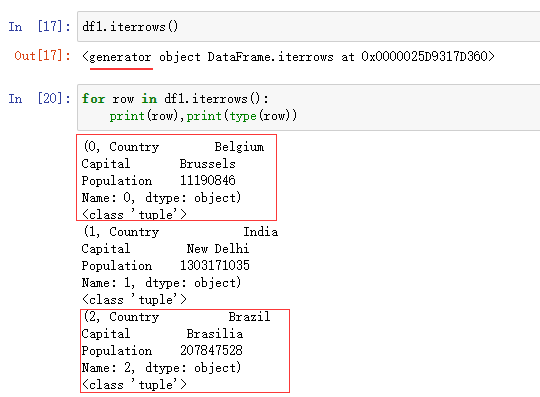 In [17]: df1.iterrows()
Out[17]: <generator object DataFrame.iterrows at 0x0000025D9317D360>
In [20]: for row in df1.iterrows():
    print(row),print(type(row))
(0, Country        Belgium
Capital       Brussels
Population    11190846
Name: 0, dtype: object)
<class 'tuple'>
(1, Country            India
Capital        New Delhi
Population    1303171035
Name: 1, dtype: object)
<class 'tuple'>
(2, Country          Brazil
Capital        Brasilia
Population    207847528
Name: 2, dtype: object)
<class 'tuple'>